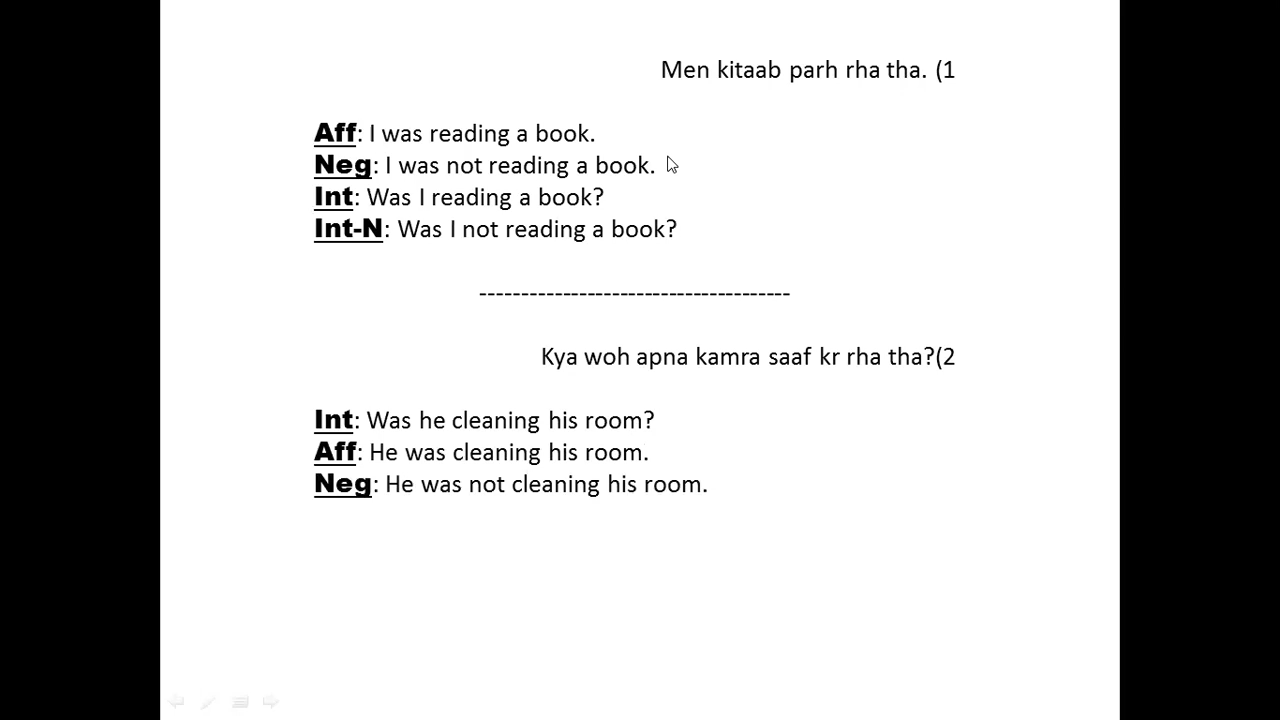 Men kitaab parh rha tha. (1
Aff: I was reading a book.
Neg: I was not reading a book.
Int: Was I reading a book?
Int-N: Was I not reading a book?
-------------------------------------
Kya woh apna kamra saaf kr rha tha?(2
Int: Was he cleaning his room?
Aff: He was cleaning his room.
Neg: He was not cleaning his room.